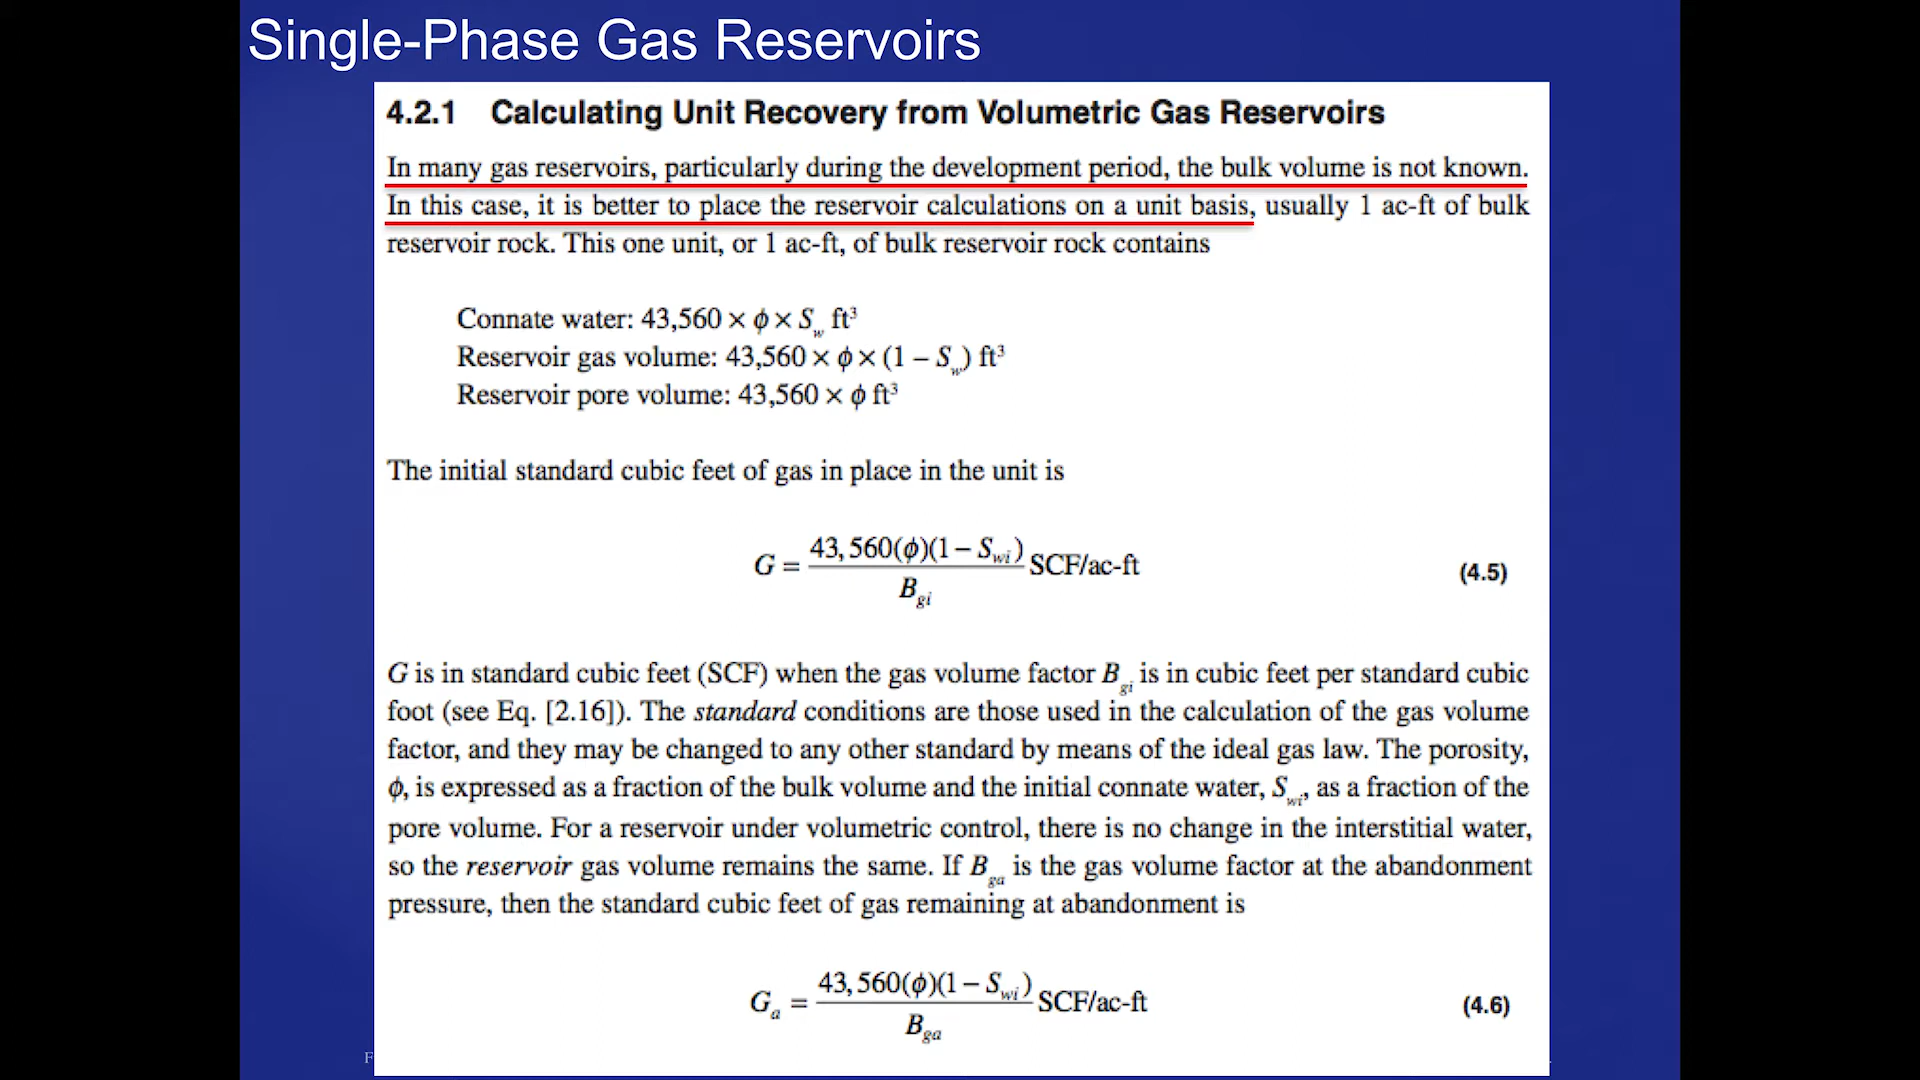 Single-Phase Gas Reservoirs
4.2.1 Calculating Unit Recovery from Volumetric Gas Reservoirs
In many gas reservoirs, particularly during the development period, the bulk volume is not known.
In this case, it is better to place the reservoir calculations on a unit basis, usually 1 ac-ft of bulk
reservoir rock. This one unit, or 1 ac-ft, of bulk reservoir rock contains
Connate water: 43,560 × ϕ × S_w ft³
Reservoir gas volume: 43,560 × ϕ × (1 – S_w) ft³
Reservoir pore volume: 43,560 × ϕ ft³
The initial standard cubic feet of gas in place in the unit is
G = 43,560(ϕ)(1 – S_wi) / B_gi SCF/ac-ft (4.5)
G is in standard cubic feet (SCF) when the gas volume factor B_gi is in cubic feet per standard cubic
foot (see Eq. [2.16]). The standard conditions are those used in the calculation of the gas volume
factor, and they may be changed to any other standard by means of the ideal gas law. The porosity,
ϕ, is expressed as a fraction of the bulk volume and the initial connate water, S_wi, as a fraction of the
pore volume. For a reservoir under volumetric control, there is no change in the interstitial water,
so the reservoir gas volume remains the same. If B_ga is the gas volume factor at the abandonment
pressure, then the standard cubic feet of gas remaining at abandonment is
G_a = 43,560(ϕ)(1 – S_wi) / B_ga SCF/ac-ft (4.6)